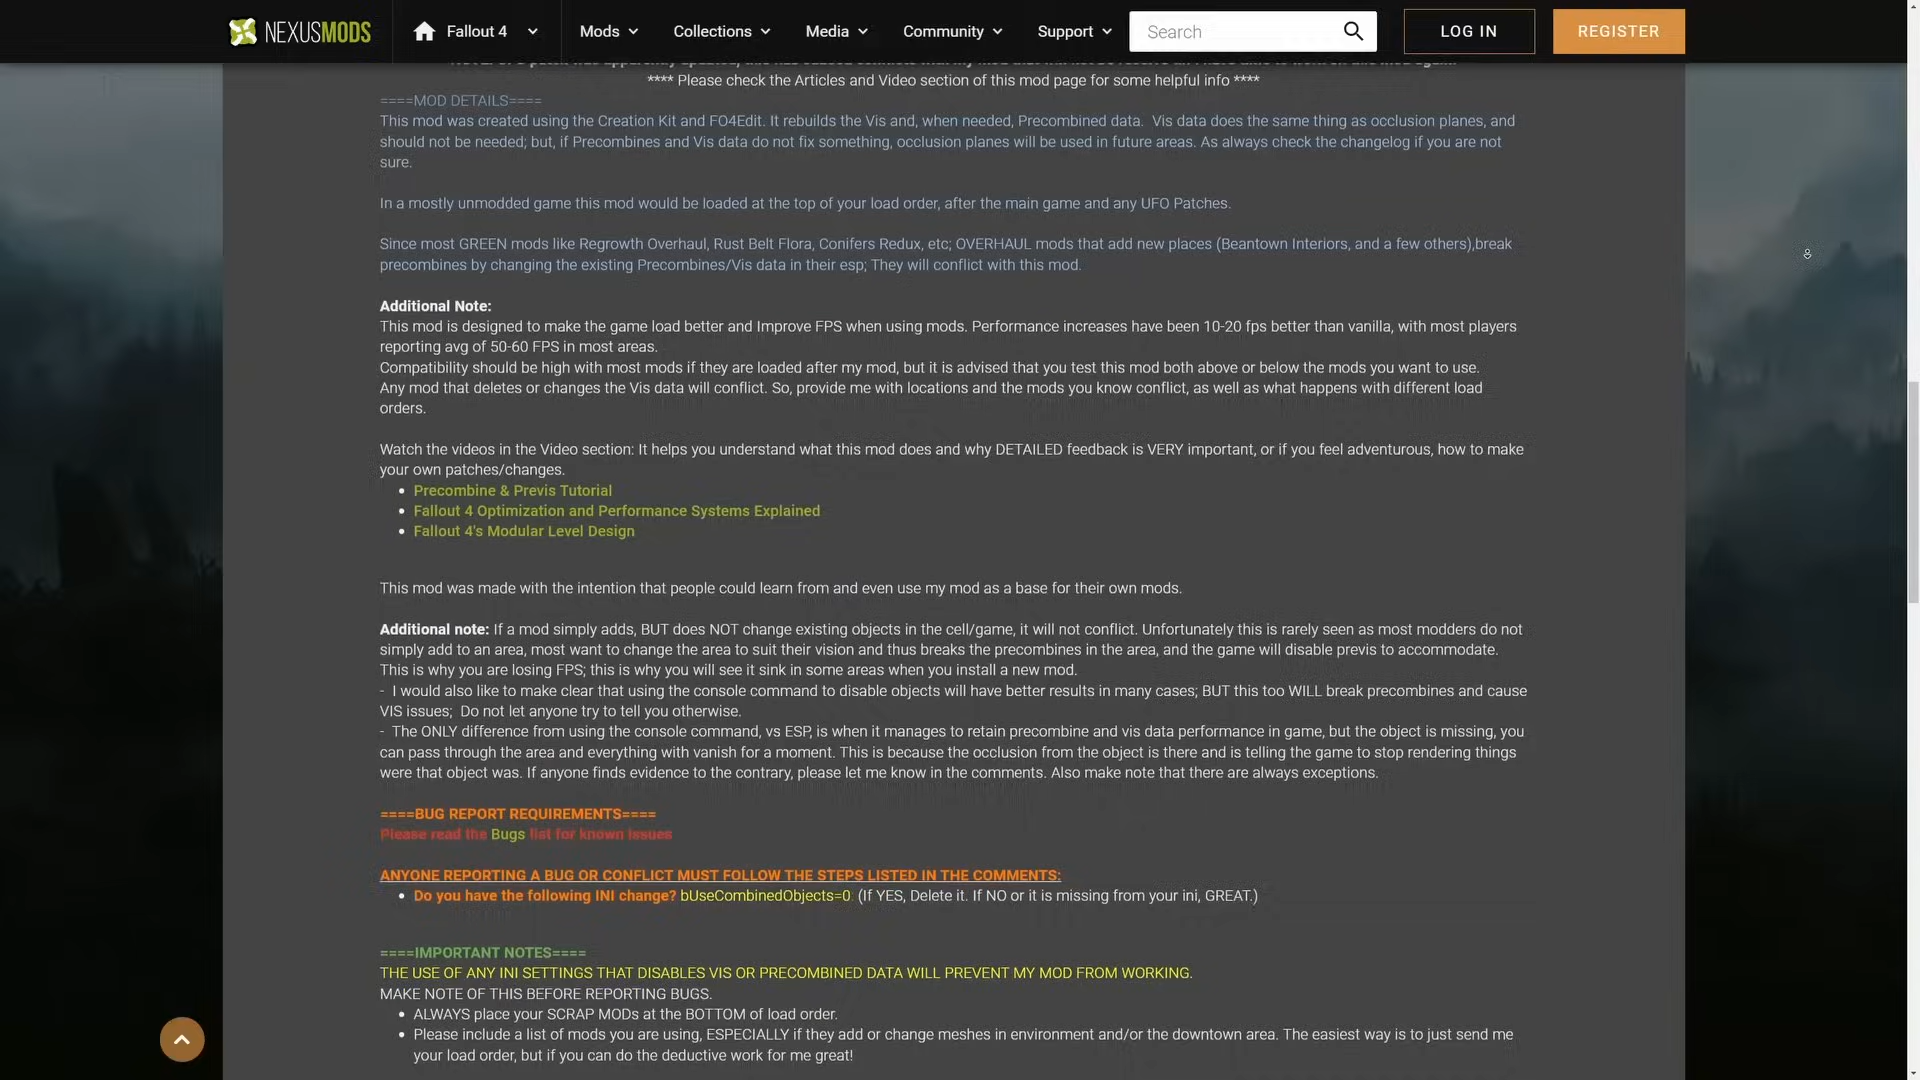 NEXUSMODS
Fallout 4
Mods
Collections
Media
Community
Support
Search
LOG IN
REGISTER
**** Please check the Articles and Video section of this mod page for some helpful info ****
====MOD DETAILS====
This mod was created using the Creation Kit and FO4Edit. It rebuilds the Vis and, when needed, Precombined data.  Vis data does the same thing as occlusion planes, and
should not be needed; but, if Precombines and Vis data do not fix something, occlusion planes will be used in future areas. As always check the changelog if you are not
sure.
In a mostly unmodded game this mod would be loaded at the top of your load order, after the main game and any UFO Patches.
Since most GREEN mods like Regrowth Overhaul, Rust Belt Flora, Conifers Redux, etc; OVERHAUL mods that add new places (Beantown Interiors, and a few others),break
precombines by changing the existing Precombines/Vis data in their esp; They will conflict with this mod.
Additional Note:
This mod is designed to make the game load better and Improve FPS when using mods. Performance increases have been 10-20 fps better than vanilla, with most players
reporting avg of 50-60 FPS in most areas.
Compatibility should be high with most mods if they are loaded after my mod, but it is advised that you test this mod both above or below the mods you want to use.
Any mod that deletes or changes the Vis data will conflict. So, provide me with locations and the mods you know conflict, as well as what happens with different load
orders.
Watch the videos in the Video section: It helps you understand what this mod does and why DETAILED feedback is VERY important, or if you feel adventurous, how to make
your own patches/changes.
• Precombine & Previs Tutorial
• Fallout 4 Optimization and Performance Systems Explained
• Fallout 4's Modular Level Design
This mod was made with the intention that people could learn from and even use my mod as a base for their own mods.
Additional note: If a mod simply adds, BUT does NOT change existing objects in the cell/game, it will not conflict. Unfortunately this is rarely seen as most modders do not
simply add to an area, most want to change the area to suit their vision and thus breaks the precombines in the area, and the game will disable previs to accommodate.
This is why you are losing FPS; this is why you will see it sink in some areas when you install a new mod.
- I would also like to make clear that using the console command to disable objects will have better results in many cases; BUT this too WILL break precombines and cause
VIS issues;  Do not let anyone try to tell you otherwise.
- The ONLY difference from using the console command, vs ESP, is when it manages to retain precombine and vis data performance in game, but the object is missing, you
can pass through the area and everything with vanish for a moment. This is because the occlusion from the object is there and is telling the game to stop rendering things
were that object was. If anyone finds evidence to the contrary, please let me know in the comments. Also make note that there are always exceptions.
====BUG REPORT REQUIREMENTS====
Please read the Bugs list for known issues
ANYONE REPORTING A BUG OR CONFLICT MUST FOLLOW THE STEPS LISTED IN THE COMMENTS:
• Do you have the following INI change? bUseCombinedObjects=0. (If YES, Delete it. If NO or it is missing from your ini, GREAT.)
====IMPORTANT NOTES====
THE USE OF ANY INI SETTINGS THAT DISABLES VIS OR PRECOMBINED DATA WILL PREVENT MY MOD FROM WORKING.
MAKE NOTE OF THIS BEFORE REPORTING BUGS.
• ALWAYS place your SCRAP MODs at the BOTTOM of load order.
• Please include a list of mods you are using, ESPECIALLY if they add or change meshes in environment and/or the downtown area. The easiest way is to just send me
your load order, but if you can do the deductive work for me great!